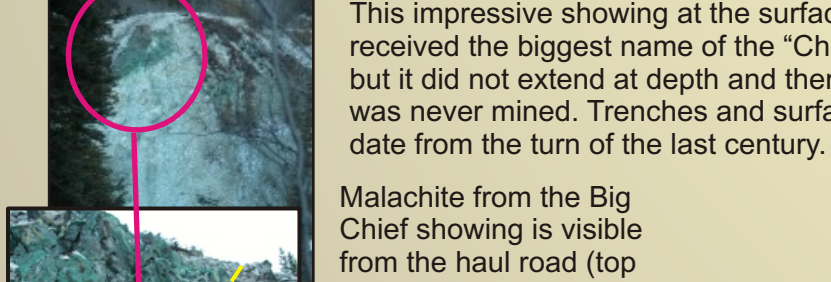 This impressive showing at the surfac
received the biggest name of the “Ch
but it did not extend at depth and ther
was never mined. Trenches and surfa
date from the turn of the last century.
Malachite from the Big
Chief showing is visible
from the haul road (top